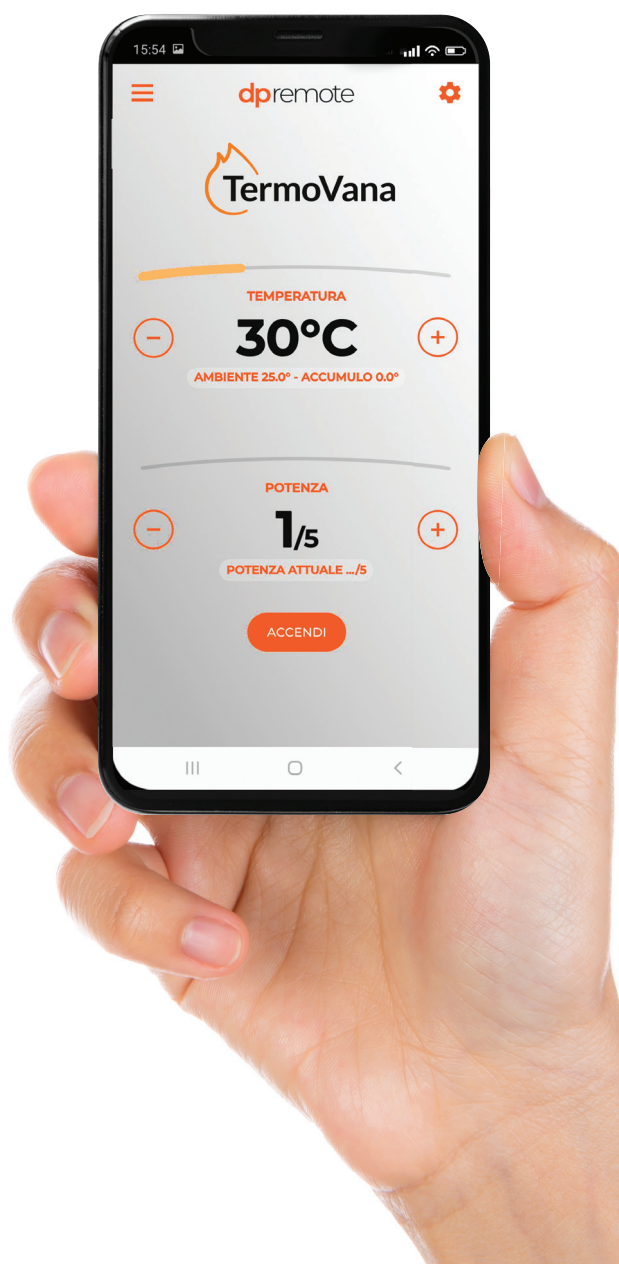 15:54
dpremote
TermoVana
TEMPERATURA
30°C
AMBIENTE 25.0° - ACCUMULO 0.0°
POTENZA
1/5
POTENZA ATTUALE .../5
ACCENDI